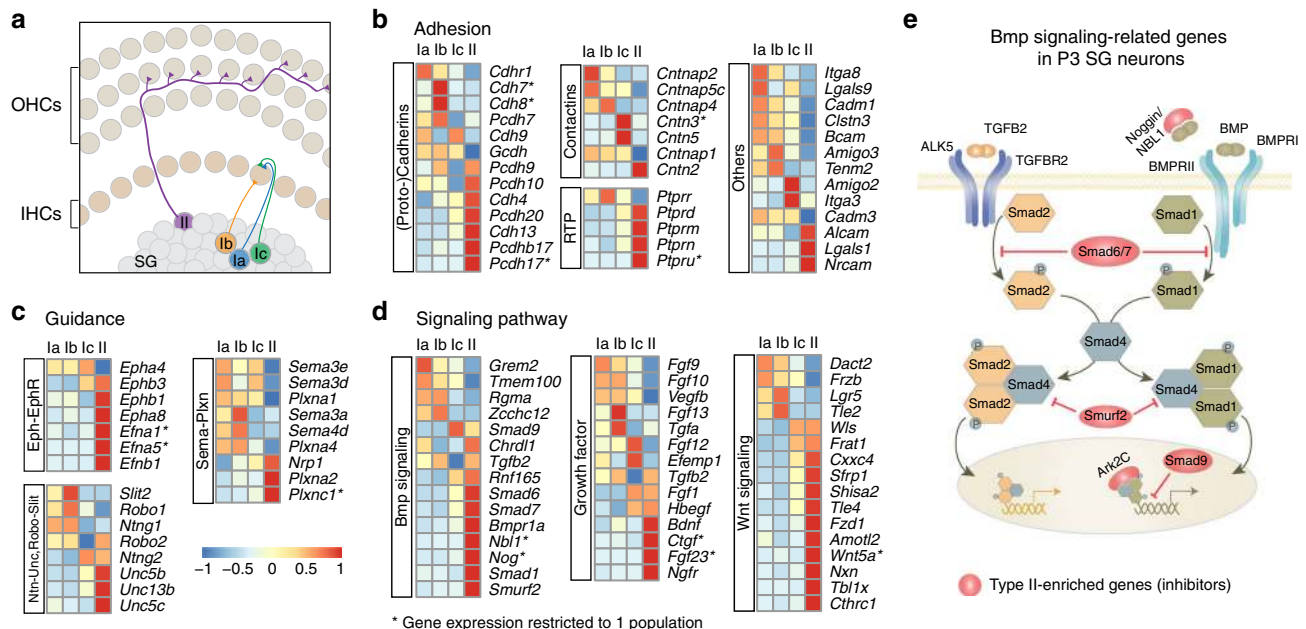 a
OHCs
IHCs
II
Ib
Ia
Ic
SG
b
Adhesion
Ia Ib Ic II
(Proto-)Cadherins
Cdhr1
Cdh7*
Cdh8*
Pcdh7
Cdh9
Gcdh
Pcdh9
Pcdh10
Cdh4
Pcdh20
Cdh13
Pcdhb17
Pcdh17*
Ia Ib Ic II
Contactins
Cntnap2
Cntnap5c
Cntnap4
Cntn3*
Cntn5
Cntnap1
Cntn2
RTP
Ptprr
Ptprd
Ptprm
Ptprn
Ptpru*
Ia Ib Ic II
Others
Itga8
Lgals9
Cadm1
Clstn3
Bcam
Amigo3
Tenm2
Amigo2
Itga3
Cadm3
Alcam
Lgals1
Nrcam
c
Guidance
Ia Ib Ic II
Eph-EphR
Epha4
Ephb3
Ephb1
Epha8
Efna1*
Efna5*
Efnb1
Ntn-Unc,Robo-Slit
Slit2
Robo1
Ntng1
Robo2
Ntng2
Unc5b
Unc13b
Unc5c
Ia Ib Ic II
Sema-Plxn
Sema3e
Sema3d
Plxna1
Sema3a
Sema4d
Plxna4
Nrp1
Plxna2
Plxnc1*
−1 −0.5 0 0.5 1
d
Signaling pathway
Ia Ib Ic II
Bmp signaling
Grem2
Tmem100
Rgma
Zcchc12
Smad9
Chrdl1
Tgfb2
Rnf165
Smad6
Smad7
Bmpr1a
Nbl1*
Nog*
Smad1
Smurf2
Ia Ib Ic II
Growth factor
Fgf9
Fgf10
Vegfb
Fgf13
Tgfa
Fgf12
Efemp1
Tgfb2
Fgf1
Hbegf
Bdnf
Ctgf*
Fgf23*
Ngfr
Ia Ib Ic II
Wnt signaling
Dact2
Frzb
Lgr5
Tle2
Wls
Frat1
Cxxc4
Sfrp1
Shisa2
Tle4
Fzd1
Amotl2
Wnt5a*
Nxn
Tbl1x
Cthrc1
* Gene expression restricted to 1 population
e
Bmp signaling-related genes
in P3 SG neurons
TGFB2
ALK5
TGFBR2
Noggin/
NBL1
BMP
BMPRI
BMPRII
Smad2
Smad1
Smad6/7
P
Smad2
P
Smad1
Smad4
P
Smad2
Smad4
Smad2
P
Smurf2
P
Smad1
Smad4
Smad1
P
Ark2C
Smad9
Type II-enriched genes (inhibitors)